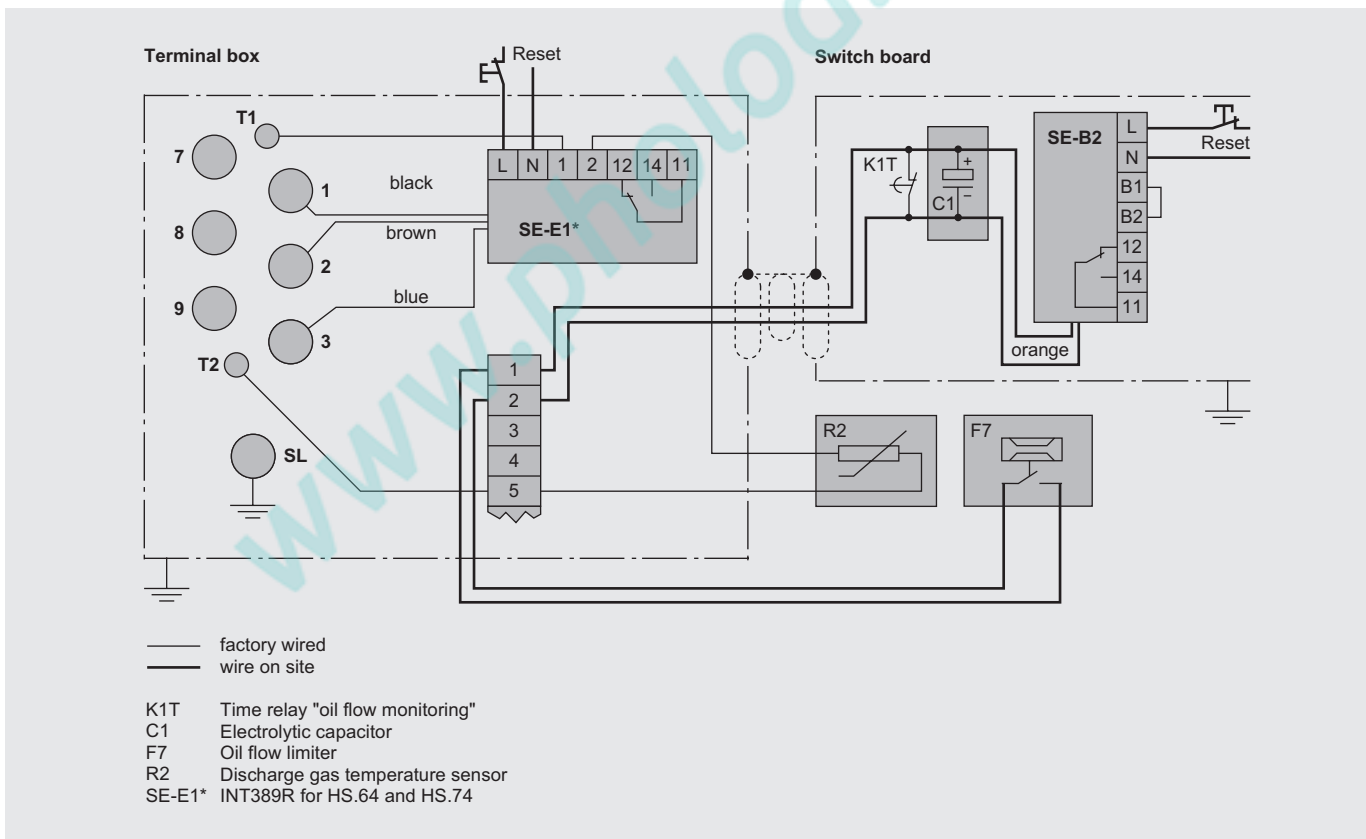 Terminal box
Reset
Switch board
T1
7
1
8
2
9
3
T2
SL
black
brown
blue
L N 1 2 12 14 11
SE-E1*
1
2
3
4
5
K1T
+
C1
–
SE-B2
L
N
B1
B2
12
14
11
Reset
orange
R2
F7
factory wired
wire on site
K1T Time relay "oil flow monitoring"
C1 Electrolytic capacitor
F7 Oil flow limiter
R2 Discharge gas temperature sensor
SE-E1* INT389R for HS.64 and HS.74